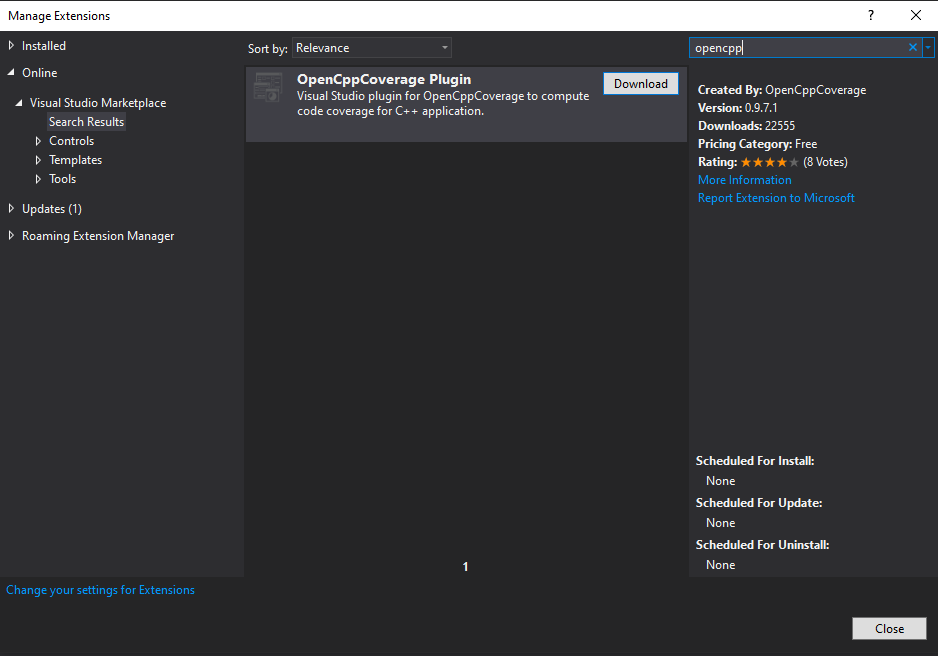 Manage Extensions
?
Installed
Online
Visual Studio Marketplace
Search Results
Controls
Templates
Tools
Updates (1)
Roaming Extension Manager
Change your settings for Extensions
Sort by: Relevance
OpenCppCoverage Plugin
Download
Visual Studio plugin for OpenCppCoverage to compute
code coverage for C++ application.
1
opencpp
Created By: OpenCppCoverage
Version: 0.9.7.1
Downloads: 22555
Pricing Category: Free
Rating: (8 Votes)
More Information
Report Extension to Microsoft
Scheduled For Install:
None
Scheduled For Update:
None
Scheduled For Uninstall:
None
Close